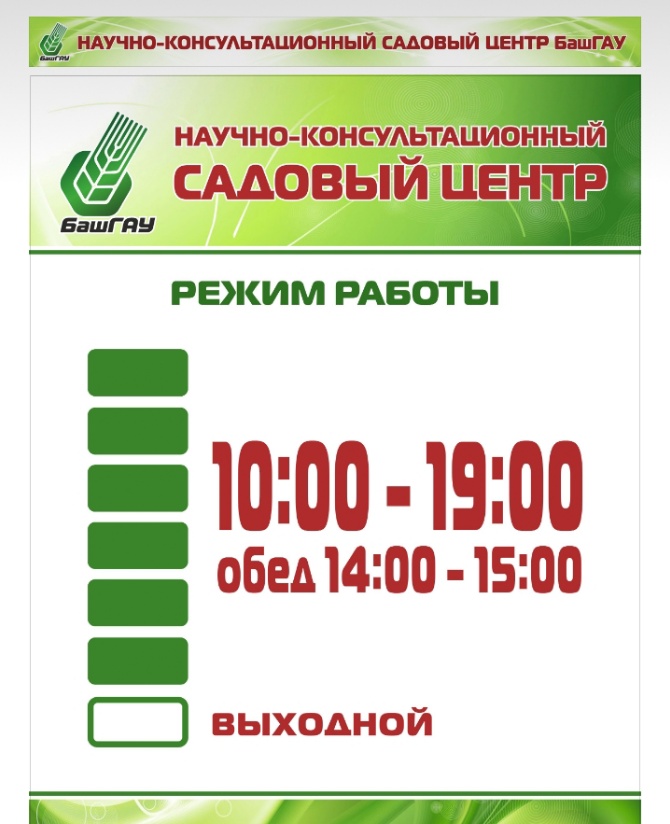 БашГАУ
НАУЧНО-КОНСУЛЬТАЦИОННЫЙ САДОВЫЙ ЦЕНТР БашГАУ
БашГАУ
НАУЧНО-КОНСУЛЬТАЦИОННЫЙ
САДОВЫЙ ЦЕНТР
РЕЖИМ РАБОТЫ
10:00 - 19:00
обед 14:00 - 15:00
ВЫХОДНОЙ